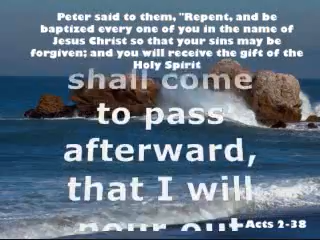 Peter said to them, "Repent, and be
baptized every one of you in the name of
Jesus Christ so that your sins may be
forgiven; and you will receive the gift of the
Holy Spirit
shall come
to pass
afterward,
that I will
pour out
Acts 2-38